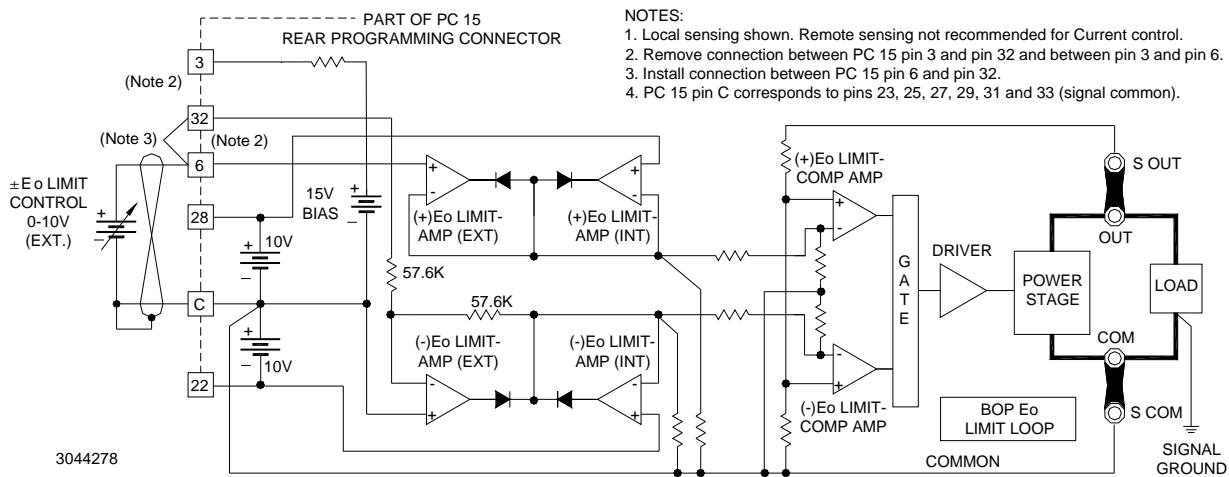 PART OF PC 15
REAR PROGRAMMING CONNECTOR
NOTES:
1. Local sensing shown. Remote sensing not recommended for Current control.
2. Remove connection between PC 15 pin 3 and pin 32 and between pin 3 and pin 6.
3. Install connection between PC 15 pin 6 and pin 32.
4. PC 15 pin C corresponds to pins 23, 25, 27, 29, 31 and 33 (signal common).
3
(Note 2)
32
(Note 3)
(Note 2)
6
±Eo LIMIT
CONTROL
0-10V
(EXT.)
+
−
28
+
10V
−
C
+
−
10V
22
15V
BIAS
+
−
+
-
(+)Eo LIMIT-
AMP (EXT)
+
-
(+)Eo LIMIT-
AMP (INT)
57.6K
57.6K
(-)Eo LIMIT-
AMP (EXT)
-
+
(-)Eo LIMIT-
AMP (INT)
-
+
(+)Eo LIMIT-
COMP AMP
+
-
-
+
(-)Eo LIMIT-
COMP AMP
GATE
DRIVER
POWER
STAGE
S OUT
OUT
LOAD
COM
S COM
BOP Eo
LIMIT LOOP
COMMON
SIGNAL
GROUND
3044278